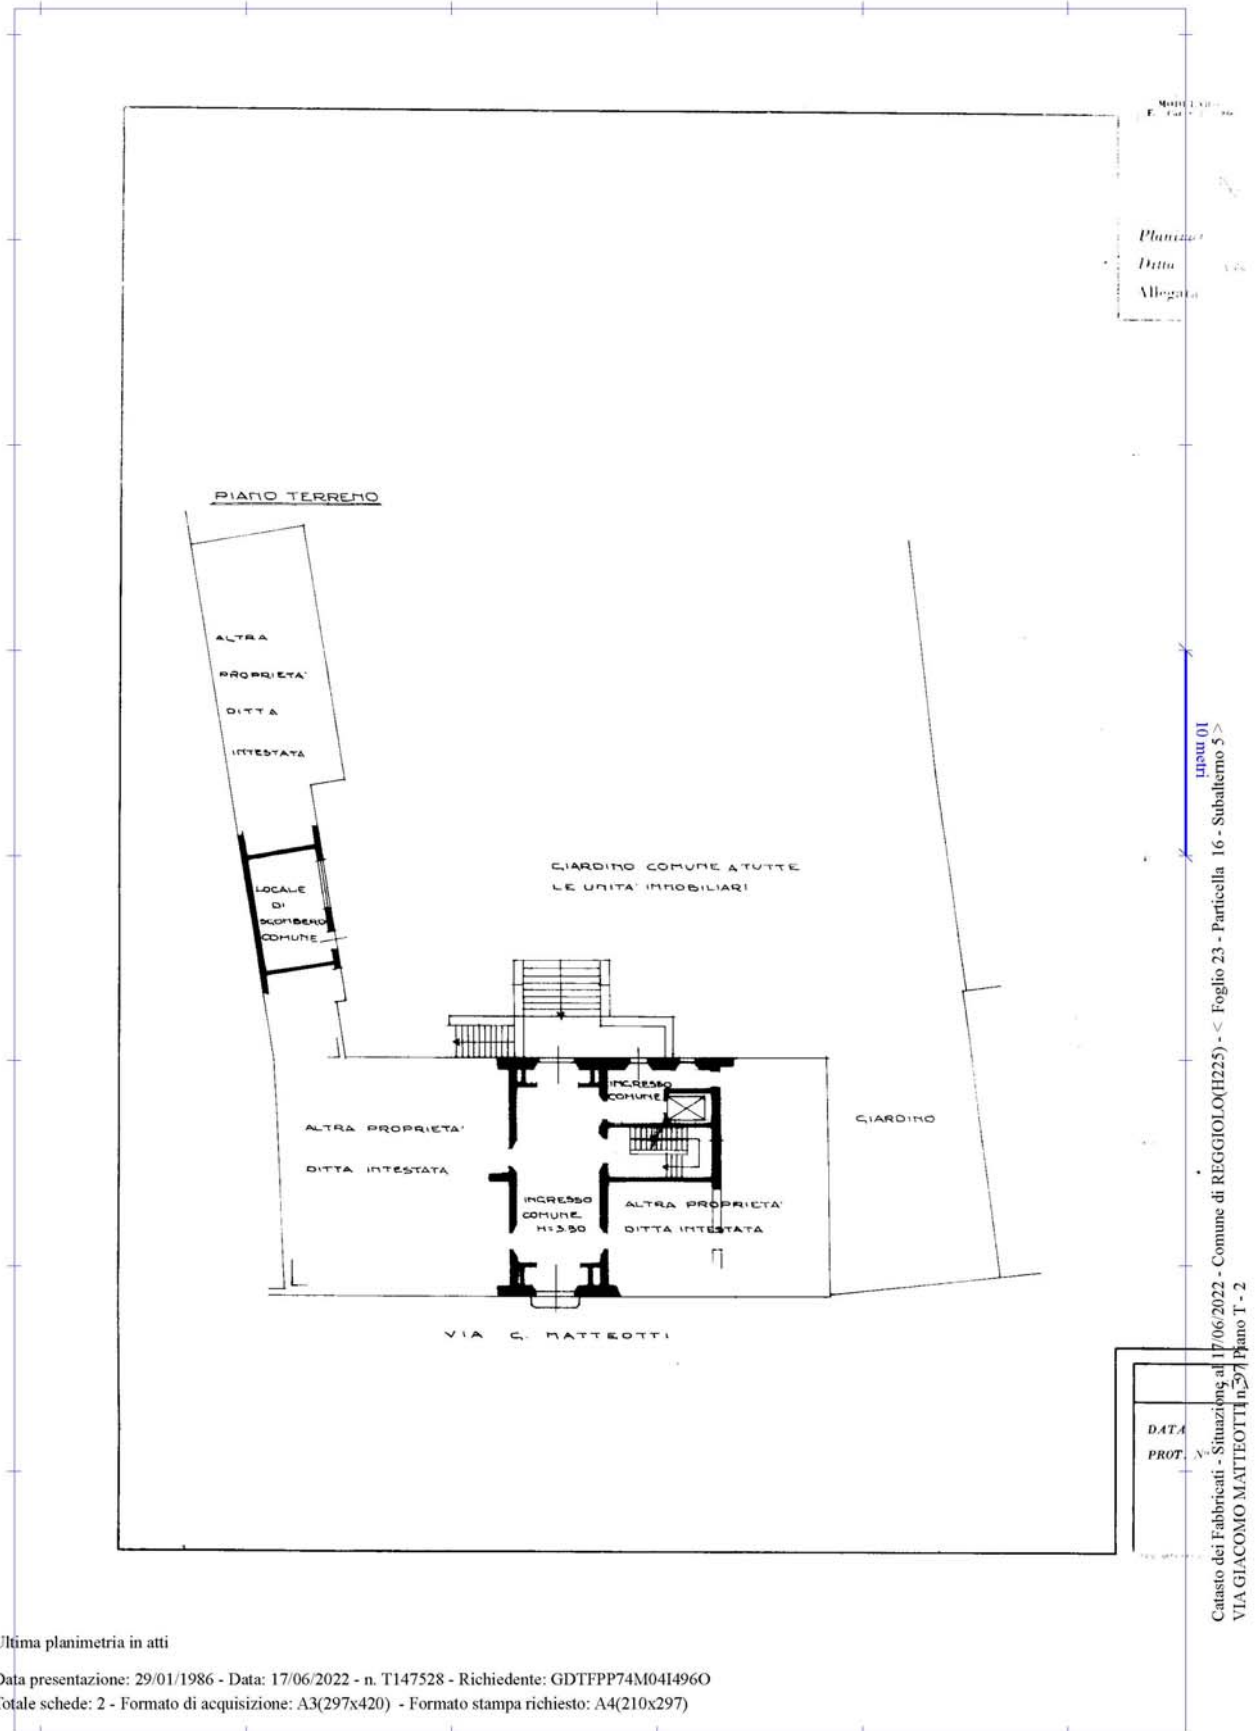 Planim
Ditta
Allegata
PIANO TERRENO
ALTRA
PROPRIETA'
DITTA
INTESTATA
10 metri
GIARDINO COMUNE A TUTTE
LE UNITA' IMMOBILIARI
LOCALE
DI
SGOMBERO
COMUNE
INGRESSO
COMUNE
GIARDINO
ALTRA PROPRIETA'
DITTA INTESTATA
INGRESSO
COMUNE
H=3.90
ALTRA PROPRIETA'
DITTA INTESTATA
VIA G. MATTEOTTI
DATA
PROT. N°
Catasto dei Fabbricati - Situazione al 17/06/2022 - Comune di REGGIOLO(H225) - < Foglio 23 - Particella 16 - Subalterno 5 >
VIA GIACOMO MATTEOTTI n. 97 Piano T - 2
Ultima planimetria in atti
Data presentazione: 29/01/1986 - Data: 17/06/2022 - n. T147528 - Richiedente: GDTFPP74M04I496O
Totale schede: 2 - Formato di acquisizione: A3(297x420) - Formato stampa richiesto: A4(210x297)